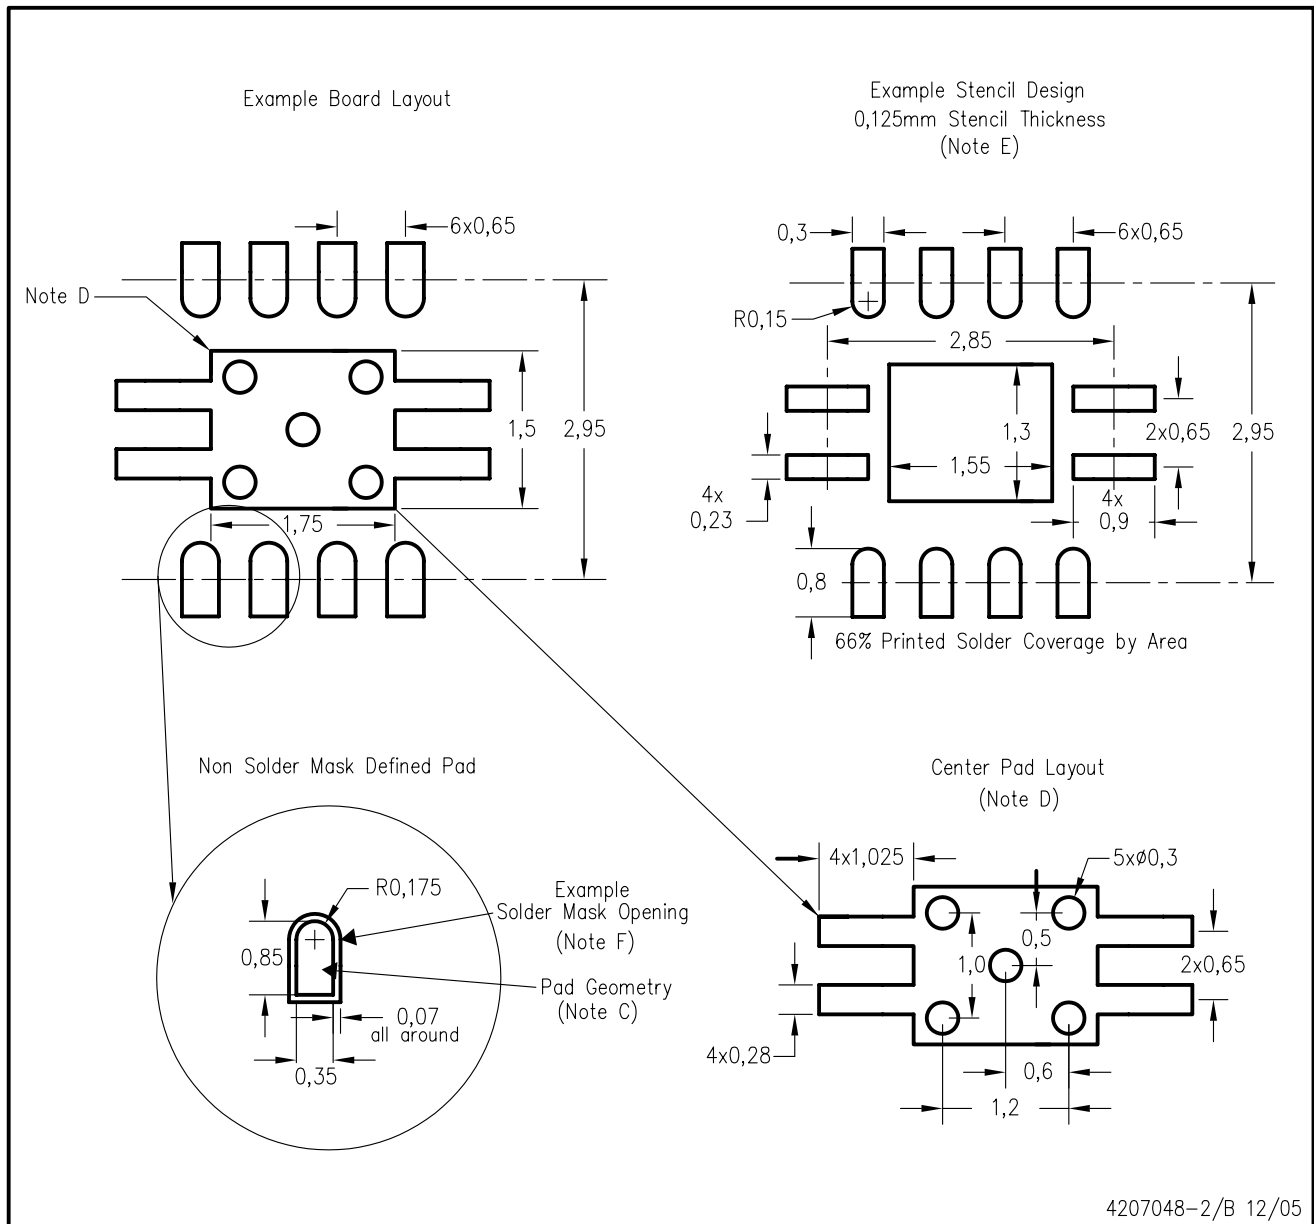 Example Board Layout
6x0,65
Note D
1,5
2,95
1,75
Example Stencil Design
0,125mm Stencil Thickness
(Note E)
0,3
6x0,65
R0,15
2,85
1,3
2x0,65
2,95
1,55
4x
0,23
4x
0,9
0,8
66% Printed Solder Coverage by Area
Non Solder Mask Defined Pad
R0,175
Example
Solder Mask Opening
(Note F)
0,85
Pad Geometry
(Note C)
0,07
all around
0,35
Center Pad Layout
(Note D)
4x1,025
5xø0,3
0,5
1,0
2x0,65
4x0,28
0,6
1,2
4207048-2/B 12/05